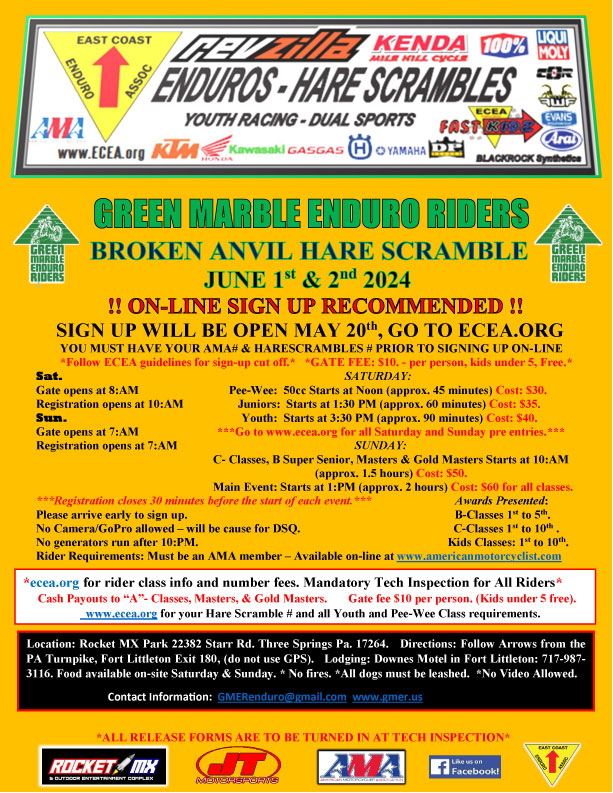 EAST COAST
ENDURO
ASSOC
AMA
www.ECEA.org
revzilla
KENDA
MILE HILL CYCLE
100%
LIQUI
MOLY
ENDUROS - HARE SCRAMBLES
YOUTH RACING - DUAL SPORTS
ECEA
FAST KIDZ
EVANS
Arai
KTM
HONDA
Kawasaki
GASGAS
YAMAHA
BLACKROCK Synthetics
GREEN MARBLE ENDURO RIDERS
GREEN
MARBLE
ENDURO
RIDERS
BROKEN ANVIL HARE SCRAMBLE
GREEN
MARBLE
ENDURO
RIDERS
JUNE 1st & 2nd 2024
!! ON-LINE SIGN UP RECOMMENDED !!
SIGN UP WILL BE OPEN MAY 20th, GO TO ECEA.ORG
YOU MUST HAVE YOUR AMA# & HARESCRAMBLES # PRIOR TO SIGNING UP ON-LINE
*Follow ECEA guidelines for sign-up cut off.* *GATE FEE: $10. - per person, kids under 5, Free.*
Sat. SATURDAY:
Gate opens at 8:AM Pee-Wee: 50cc Starts at Noon (approx. 45 minutes) Cost: $30.
Registration opens at 10:AM Juniors: Starts at 1:30 PM (approx. 60 minutes) Cost: $35.
Sun. Youth: Starts at 3:30 PM (approx. 90 minutes) Cost: $40.
Gate opens at 7:AM ***Go to www.ecea.org for all Saturday and Sunday pre entries.***
Registration opens at 7:AM SUNDAY:
C- Classes, B Super Senior, Masters & Gold Masters Starts at 10:AM
(approx. 1.5 hours) Cost: $50.
Main Event: Starts at 1:PM (approx. 2 hours) Cost: $60 for all classes.
***Registration closes 30 minutes before the start of each event.*** Awards Presented:
Please arrive early to sign up. B-Classes 1st to 5th.
No Camera/GoPro allowed – will be cause for DSQ. C-Classes 1st to 10th .
No generators run after 10:PM. Kids Classes: 1st to 10th.
Rider Requirements: Must be an AMA member – Available on-line at www.americanmotorcyclist.com
*ecea.org for rider class info and number fees. Mandatory Tech Inspection for All Riders*
Cash Payouts to “A”- Classes, Masters, & Gold Masters. Gate fee $10 per person. (Kids under 5 free).
www.ecea.org for your Hare Scramble # and all Youth and Pee-Wee Class requirements.
Location: Rocket MX Park 22382 Starr Rd. Three Springs Pa. 17264. Directions: Follow Arrows from the
PA Turnpike, Fort Littleton Exit 180, (do not use GPS). Lodging: Downes Motel in Fort Littleton: 717-987-
3116. Food available on-site Saturday & Sunday. * No fires. *All dogs must be leashed. *No Video Allowed.
Contact Information: GMERenduro@gmail.com www.gmer.us
*ALL RELEASE FORMS ARE TO BE TURNED IN AT TECH INSPECTION*
ROCKET MX
& OUTDOOR ENTERTAINMENT COMPLEX
JT
MOTORSPORTS
AMA
AMERICAN MOTORCYCLIST ASSOCIATION
Like us on
Facebook!
EAST COAST
ENDURO
ASSOC